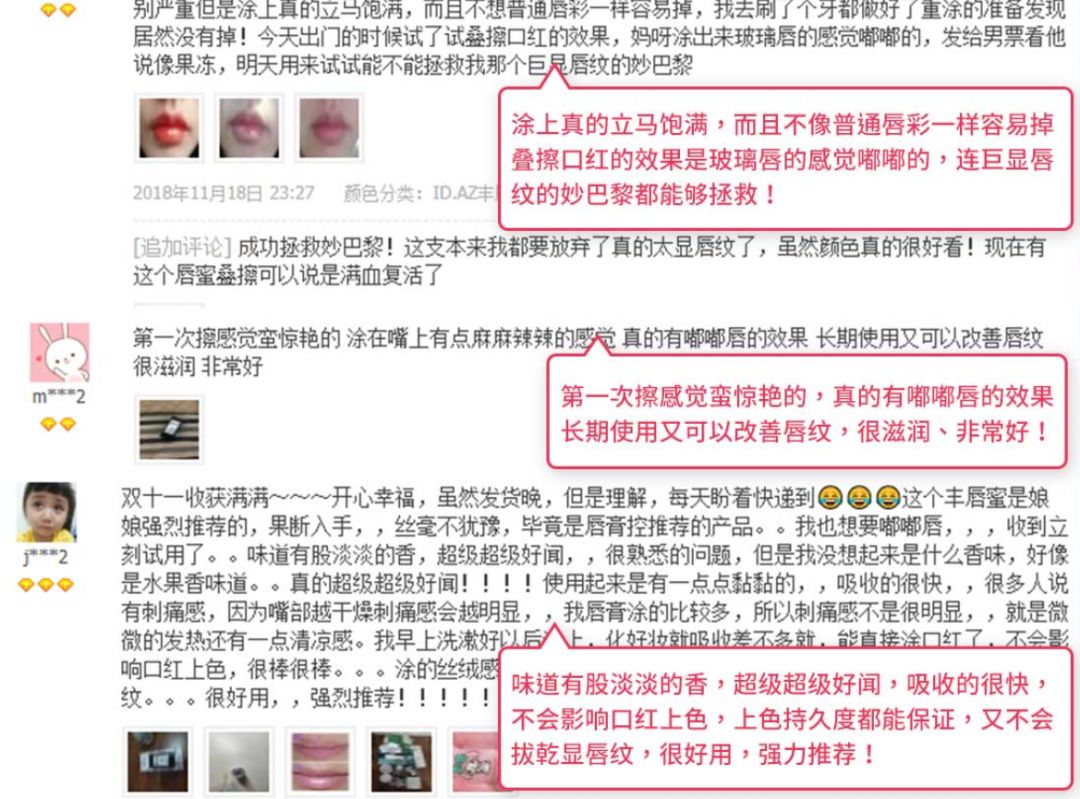 别严重但是涂上真的立马饱满，而且不想普通唇彩一样容易掉，我去刷了个牙都做好了重涂的准备发现
居然没有掉！今天出门的时候试了试叠擦口红的效果，妈呀涂出来玻璃唇的感觉嘟嘟的，发给男票看他
说像果冻，明天用来试试能不能拯救我那个巨显唇纹的妙巴黎
涂上真的立马饱满，而且不像普通唇彩一样容易掉
叠擦口红的效果是玻璃唇的感觉嘟嘟的，连巨显唇
纹的妙巴黎都能够拯救！
2018年11月18日 23:27 颜色分类：ID.AZ丰
[追加评论] 成功拯救妙巴黎！这支本来我都要放弃了真的太显唇纹了，虽然颜色真的很好看！现在有
这个唇蜜叠擦可以说是满血复活了
第一次擦感觉蛮惊艳的 涂在嘴上有点麻麻辣辣的感觉 真的有嘟嘟唇的效果 长期使用又可以改善唇纹
很滋润 非常好
m***2
第一次擦感觉蛮惊艳的，真的有嘟嘟唇的效果
长期使用又可以改善唇纹，很滋润、非常好！
双十一收获满满～～～开心幸福，虽然发货晚，但是理解，每天盼着快递到😂😂😂这个丰唇蜜是娘
娘强烈推荐的，果断入手，，丝毫不犹豫，毕竟是唇膏控推荐的产品。。我也想要嘟嘟唇，，，收到立
刻试用了。。味道有股淡淡的香，超级超级好闻，，很熟悉的问题，但是我没想起来是什么香味，好像
是水果香味道。。真的超级超级好闻！！！！使用起来是有一点点黏黏的，，吸收的很快，，很多人说
有刺痛感，因为嘴部越干燥刺痛感会越明显，，我唇膏涂的比较多，所以刺痛感不是很明显，，就是微
微的发热还有一点清凉感。我早上洗漱好以后 上，化好妆就吸收差不多就，能直接涂口红了，不会影
响口红上色，很棒很棒。。。涂的丝绒感
纹。。。很好用，，强烈推荐！！！！！
j***2
味道有股淡淡的香，超级超级好闻，吸收的很快，
不会影响口红上色，上色持久度都能保证，又不会
拔乾显唇纹，很好用，强力推荐！